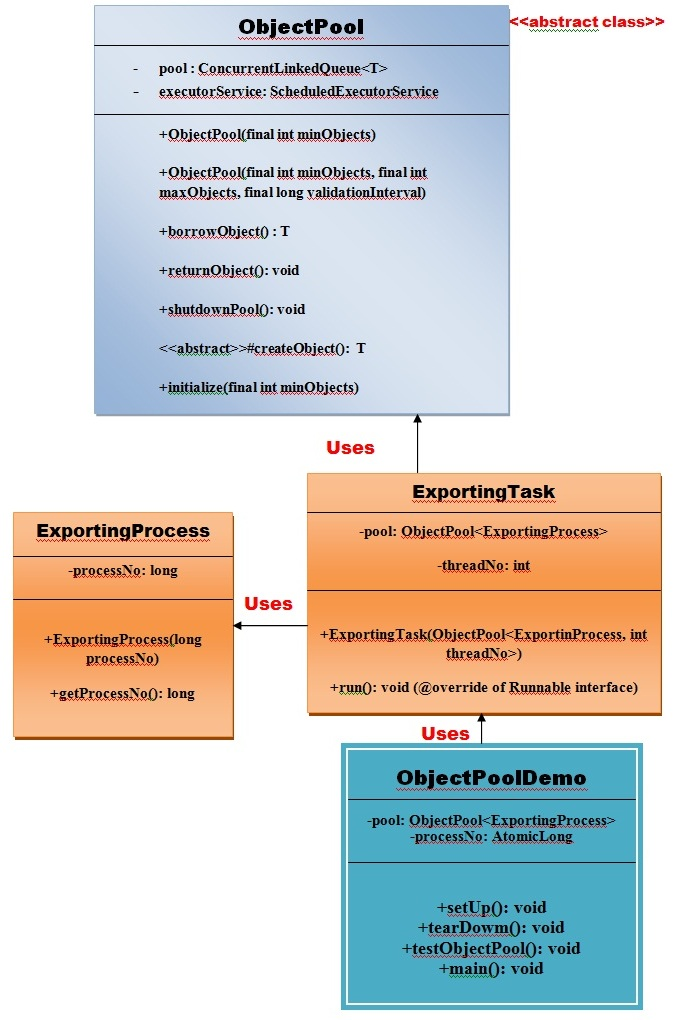 ObjectPool
<<abstract class>>
- pool : ConcurrentLinkedQueue<T>
- executorService: ScheduledExecutorService
+ObjectPool(final int minObjects)
+ObjectPool(final int minObjects, final int
maxObjects, final long validationInterval)
+borrowObject() : T
+returnObject(): void
+shutdownPool(): void
<<abstract>>#createObject(): T
+initialize(final int minObjects)
Uses
ExportingTask
-pool: ObjectPool<ExportingProcess>
-threadNo: int
+ExportingTask(ObjectPool<ExportinProcess, int
threadNo>)
+run(): void (@override of Runnable interface)
Uses
ExportingProcess
-processNo: long
+ExportingProcess(long
processNo)
+getProcessNo(): long
Uses
ObjectPoolDemo
-pool: ObjectPool<ExportingProcess>
-processNo: AtomicLong
+setUp(): void
+tearDowm(): void
+testObjectPool(): void
+main(): void